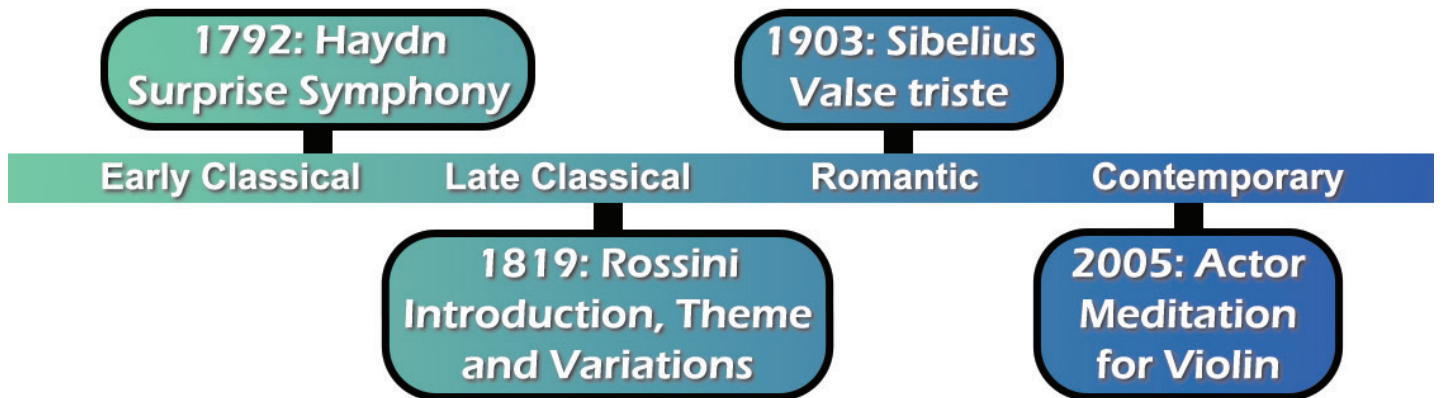 1792: Haydn
Surprise Symphony
1903: Sibelius
Valse triste
Early Classical
Late Classical
Romantic
Contemporary
1819: Rossini
Introduction, Theme
and Variations
2005: Actor
Meditation
for Violin